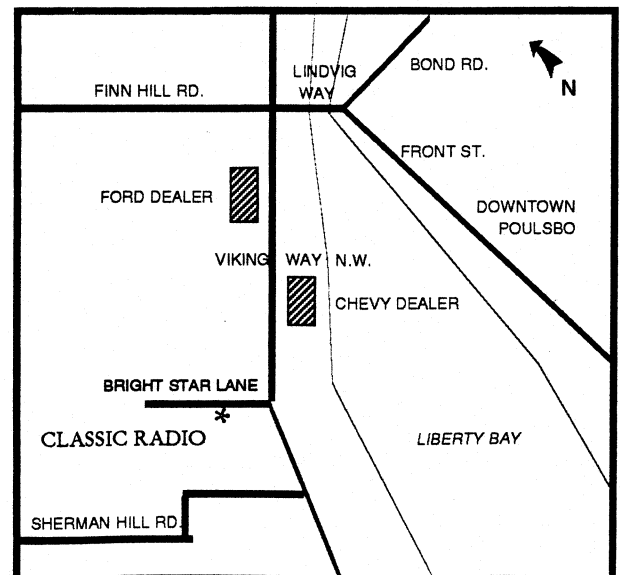 BOND RD.
LINDVIG
WAY
FINN HILL RD.
N
FRONT ST.
FORD DEALER
DOWNTOWN
POULSBO
VIKING WAY N.W.
CHEVY DEALER
BRIGHT STAR LANE
*
CLASSIC RADIO
LIBERTY BAY
SHERMAN HILL RD.